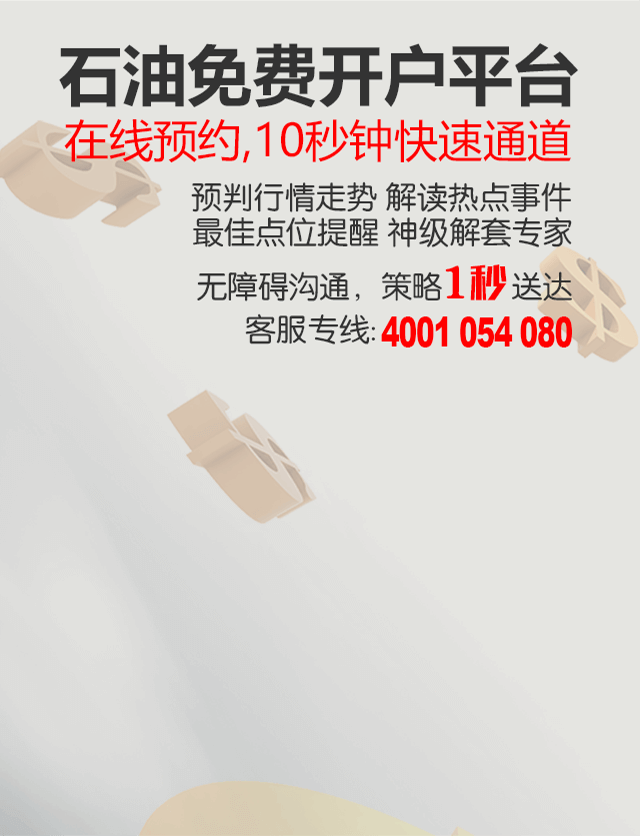 石油免费开户平台
在线预约,10秒钟快速通道
预判行情走势 解读热点事件
最佳点位提醒 神级解套专家
无障碍沟通，策略1秒送达
客服专线: 4001 054 080